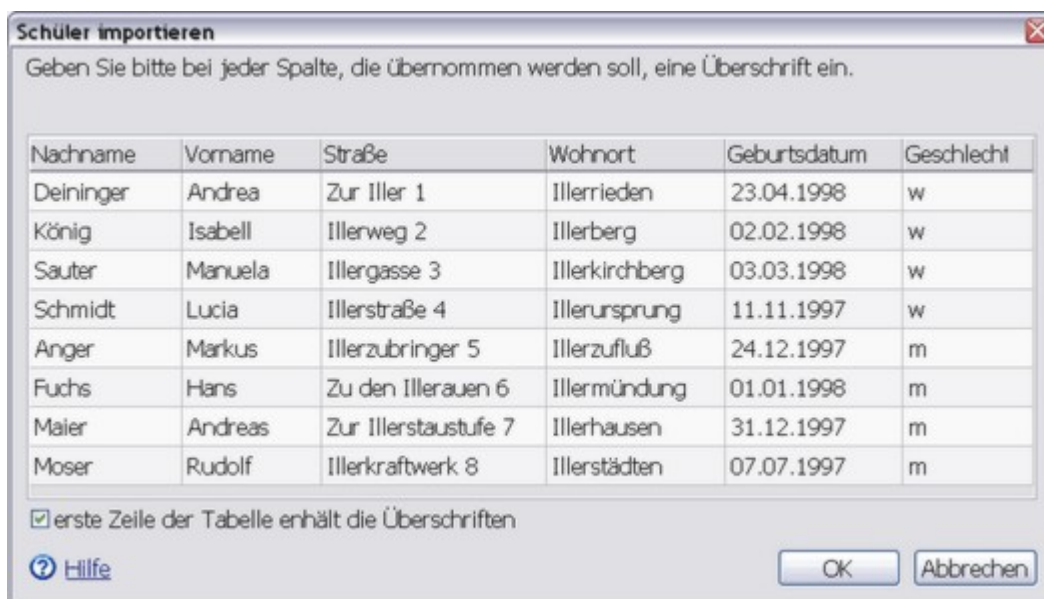 Schüler importieren
Geben Sie bitte bei jeder Spalte, die übernommen werden soll, eine Überschrift ein.
Nachname Vorname Straße Wohnort Geburtsdatum Geschlecht
Deininger Andrea Zur Iller 1 Illerrieden 23.04.1998 w
König Isabell Illerweg 2 Illerberg 02.02.1998 w
Sauter Manuela Illergasse 3 Illerkirchberg 03.03.1998 w
Schmidt Lucia Illerstraße 4 Illerursprung 11.11.1997 w
Anger Markus Illerzubringer 5 Illerzufluß 24.12.1997 m
Fuchs Hans Zu den Illerauen 6 Illermündung 01.01.1998 m
Maier Andreas Zur Illerstaustufe 7 Illerhausen 31.12.1997 m
Moser Rudolf Illerkraftwerk 8 Illerstädten 07.07.1997 m
erste Zeile der Tabelle enhält die Überschriften
Hilfe OK Abbrechen